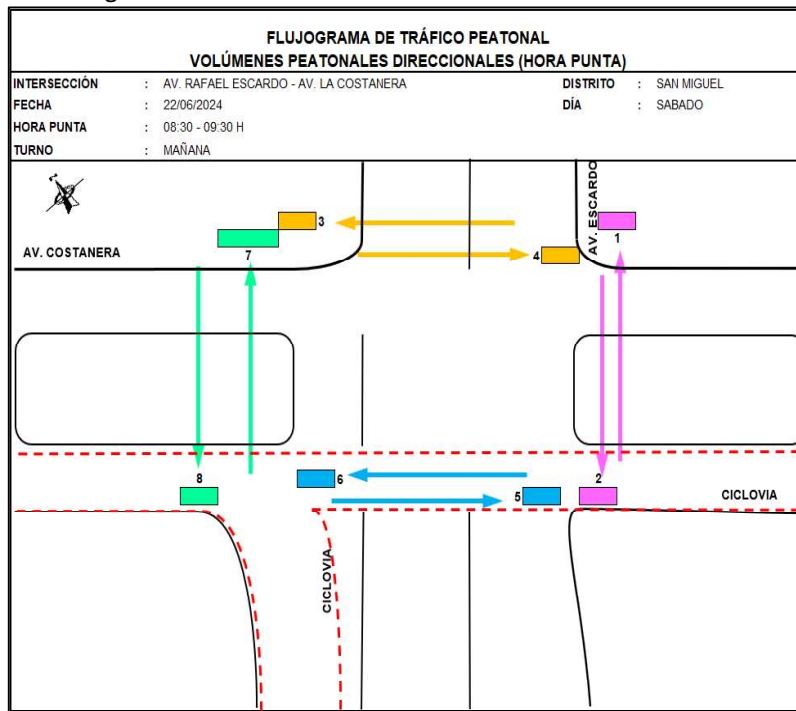 FLUJOGRAMA DE TRÁFICO PEATONAL
VOLÚMENES PEATONALES DIRECCIONALES (HORA PUNTA)
INTERSECCIÓN : AV. RAFAEL ESCARDO - AV. LA COSTANERA DISTRITO : SAN MIGUEL
FECHA : 22/06/2024 DÍA : SABADO
HORA PUNTA : 08:30 - 09:30 H
TURNO : MAÑANA
AV. ESCARDO
3
1
7
4
AV. COSTANERA
8
6
2
5
CICLOVIA
CICLOVIA